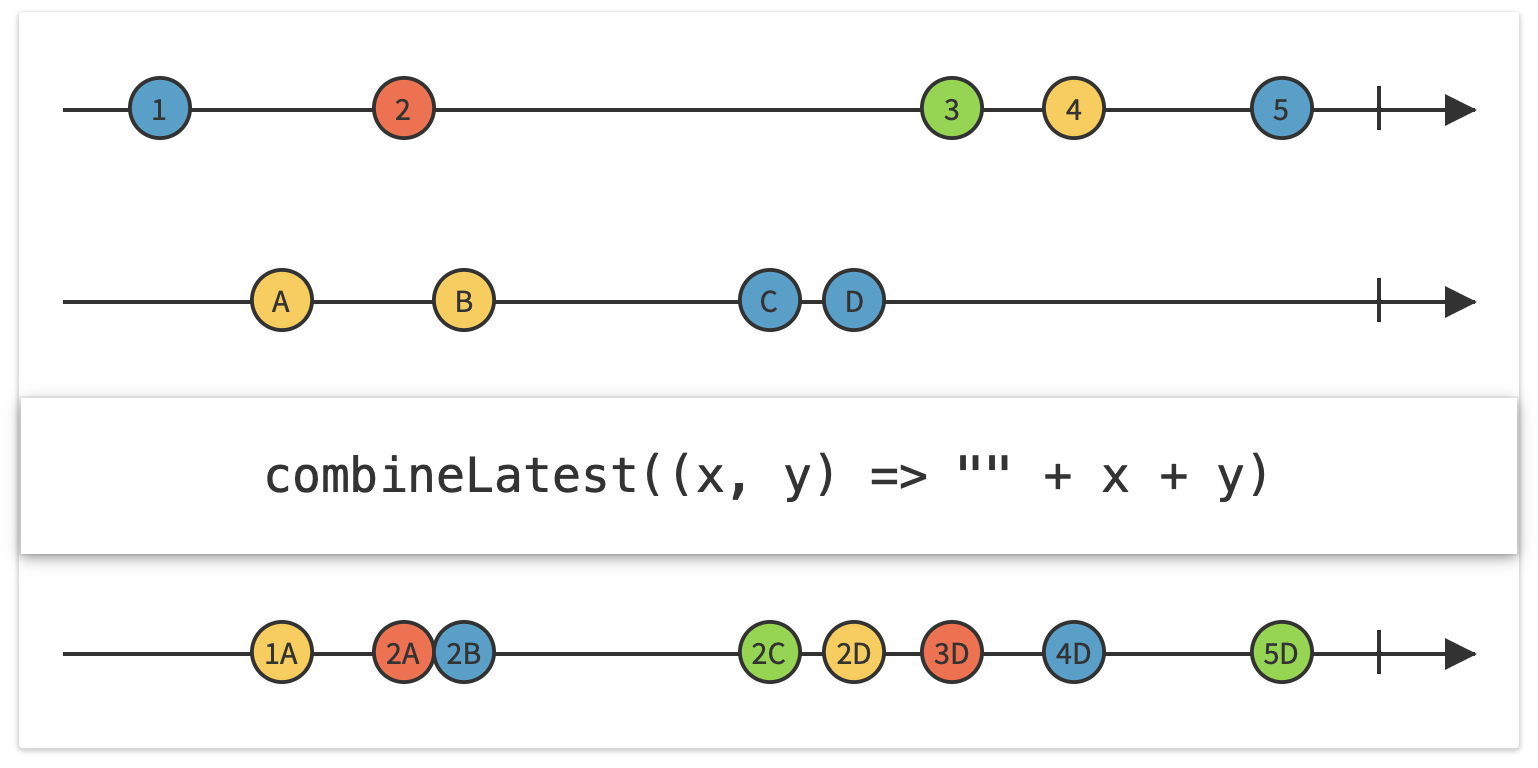 1 2 3 4 5
A B C D
combineLatest((x, y) => "" + x + y)
1A 2A 2B 2C 2D 3D 4D 5D